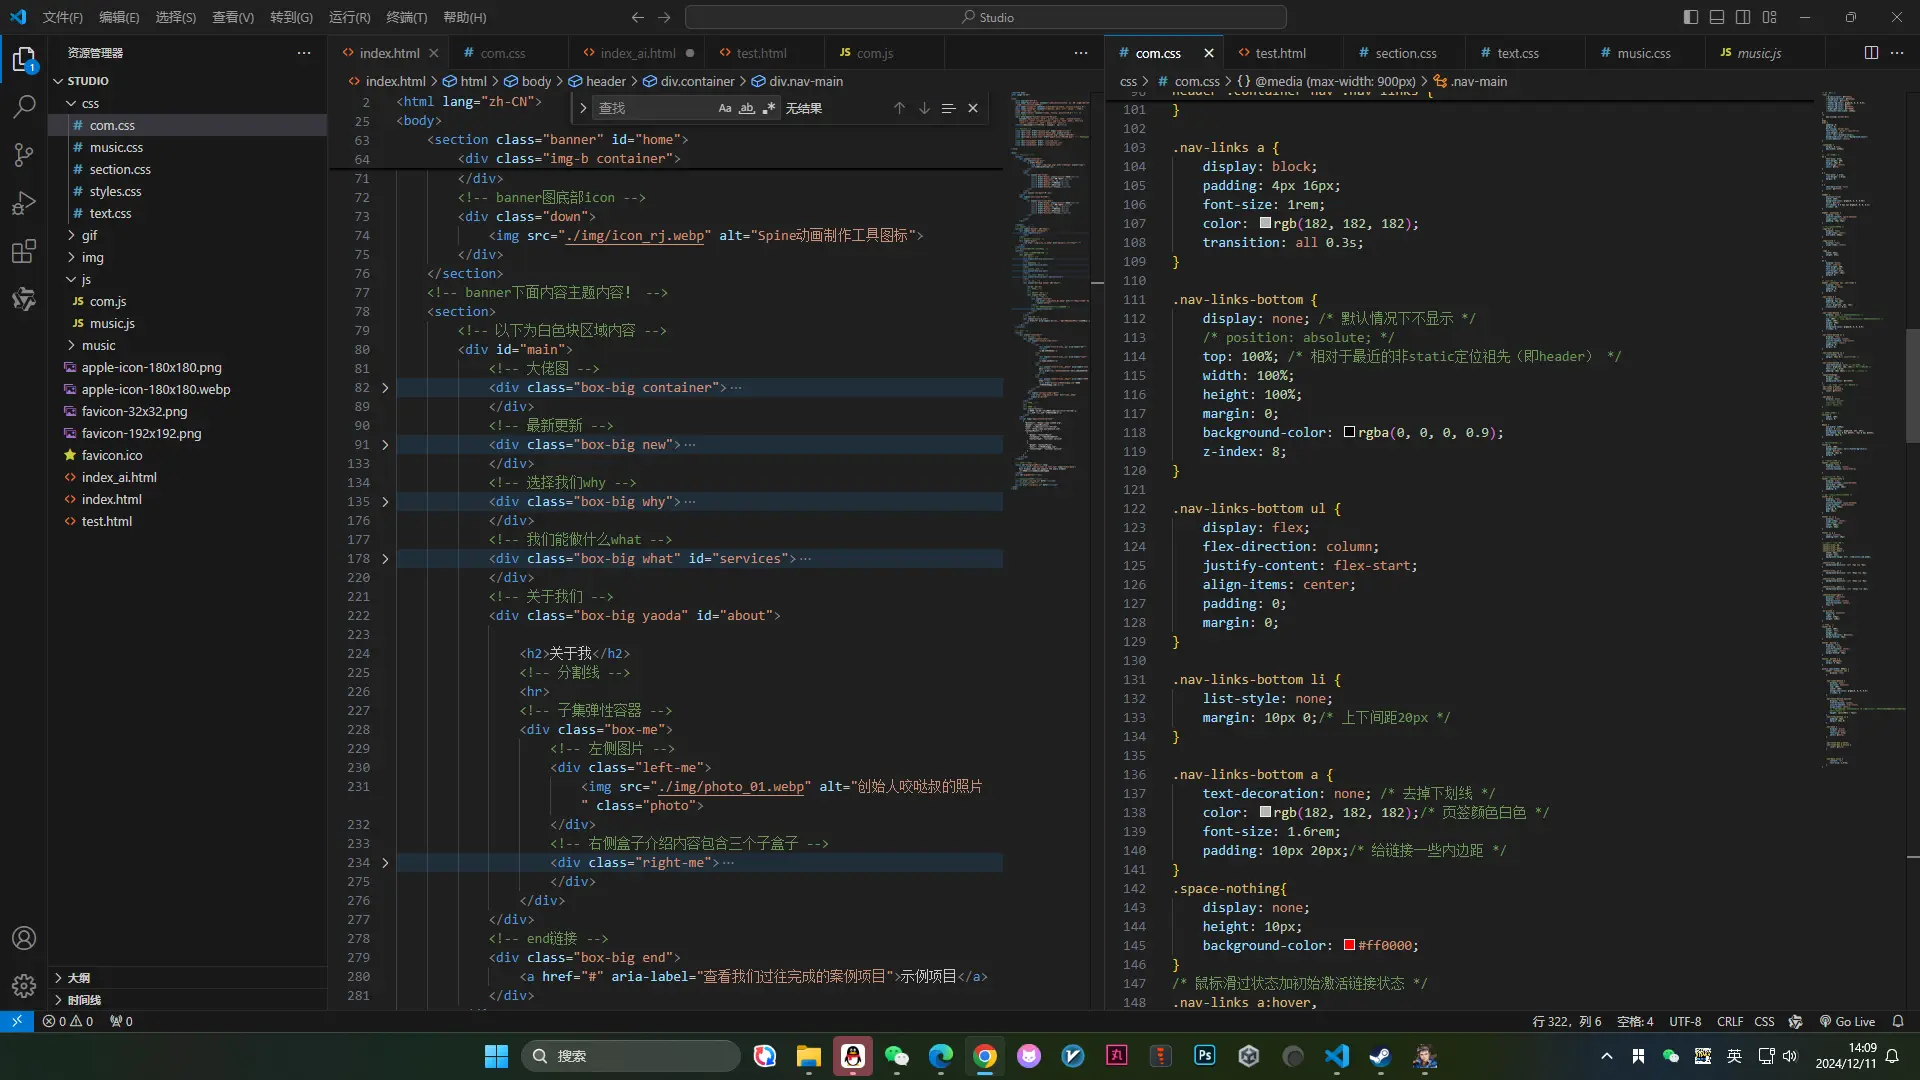 文件(F) 编辑(E) 选择(S) 查看(V) 转到(G) 运行(R) 终端(T) 帮助(H)
Studio
资源管理器
index.html
com.css
index_ai.html
test.html
com.js
com.css
test.html
section.css
text.css
music.css
music.js
1
STUDIO
css
com.css
music.css
section.css
styles.css
text.css
gif
img
js
com.js
music.js
music
apple-icon-180x180.png
apple-icon-180x180.webp
favicon-32x32.png
favicon-192x192.png
favicon.ico
index_ai.html
index.html
test.html
大纲
时间线
index.html > html > body > header > div.container > div.nav-main
查找
Aa ab
无结果
2 <html lang="zh-CN">
25 <body>
63 <section class="banner" id="home">
64 <div class="img-b container">
71 </div>
72 <!-- banner图底部icon -->
73 <div class="down">
74 <img src="./img/icon_rj.webp" alt="Spine动画制作工具图标">
75 </div>
76 </section>
77 <!-- banner下面内容主题内容! -->
78 <section>
79 <!-- 以下为白色块区域内容 -->
80 <div id="main">
81 <!-- 大佬图 -->
82 <div class="box-big container">···
89 </div>
90 <!-- 最新更新 -->
91 <div class="box-big new">···
133 </div>
134 <!-- 选择我们why -->
135 <div class="box-big why">···
176 </div>
177 <!-- 我们能做什么what -->
178 <div class="box-big what" id="services">···
220 </div>
221 <!-- 关于我们 -->
222 <div class="box-big yaoda" id="about">
223
224 <h2>关于我</h2>
225 <!-- 分割线 -->
226 <hr>
227 <!-- 子集弹性容器 -->
228 <div class="box-me">
229 <!-- 左侧图片 -->
230 <div class="left-me">
231 <img src="./img/photo_01.webp" alt="创始人咬哒叔的照片
" class="photo">
232 </div>
233 <!-- 右侧盒子介绍内容包含三个子盒子 -->
234 <div class="right-me">···
275 </div>
276 </div>
277 </div>
278 <!-- end链接 -->
279 <div class="box-big end">
280 <a href="#" aria-label="查看我们过往完成的案例项目">示例项目</a>
281 </div>
css > com.css > {} @media (max-width: 900px) > .nav-main
101 }
102
103 .nav-links a {
104 display: block;
105 padding: 4px 16px;
106 font-size: 1rem;
107 color: rgb(182, 182, 182);
108 transition: all 0.3s;
109 }
110
111 .nav-links-bottom {
112 display: none; /* 默认情况下不显示 */
113 /* position: absolute; */
114 top: 100%; /* 相对于最近的非static定位祖先（即header） */
115 width: 100%;
116 height: 100%;
117 margin: 0;
118 background-color: rgba(0, 0, 0, 0.9);
119 z-index: 8;
120 }
121
122 .nav-links-bottom ul {
123 display: flex;
124 flex-direction: column;
125 justify-content: flex-start;
126 align-items: center;
127 padding: 0;
128 margin: 0;
129 }
130
131 .nav-links-bottom li {
132 list-style: none;
133 margin: 10px 0;/* 上下间距20px */
134 }
135
136 .nav-links-bottom a {
137 text-decoration: none; /* 去掉下划线 */
138 color: rgb(182, 182, 182);/* 页签颜色白色 */
139 font-size: 1.6rem;
140 padding: 10px 20px;/* 给链接一些内边距 */
141 }
142 .space-nothing{
143 display: none;
144 height: 10px;
145 background-color: #ff0000;
146 }
147 /* 鼠标滑过状态加初始激活链接状态 */
148 .nav-links a:hover,
0 0 0
行 322，列 6 空格: 4 UTF-8 CRLF CSS Go Live
搜索
英
14:09
2024/12/11